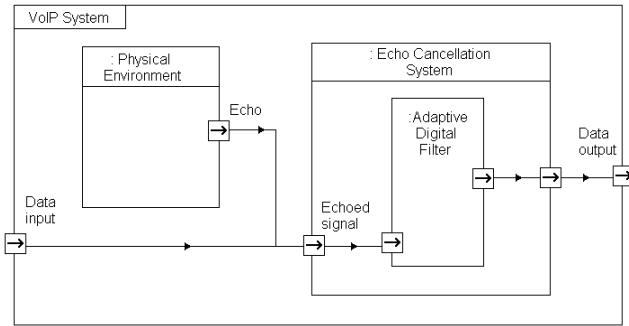 VoIP System
: Physical
Environment
: Echo Cancellation
System
Echo
:Adaptive
Digital
Filter
Data
output
Data
input
Echoed
signal